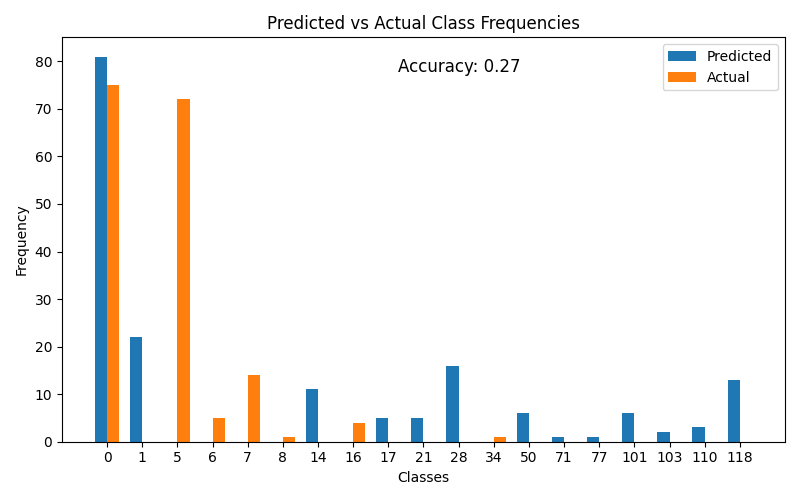 Predicted vs Actual Class Frequencies
Accuracy: 0.27
Predicted
Actual
Frequency
80
70
60
50
40
30
20
10
0
0 1 5 6 7 8 14 16 17 21 28 34 50 71 77 101 103 110 118
Classes